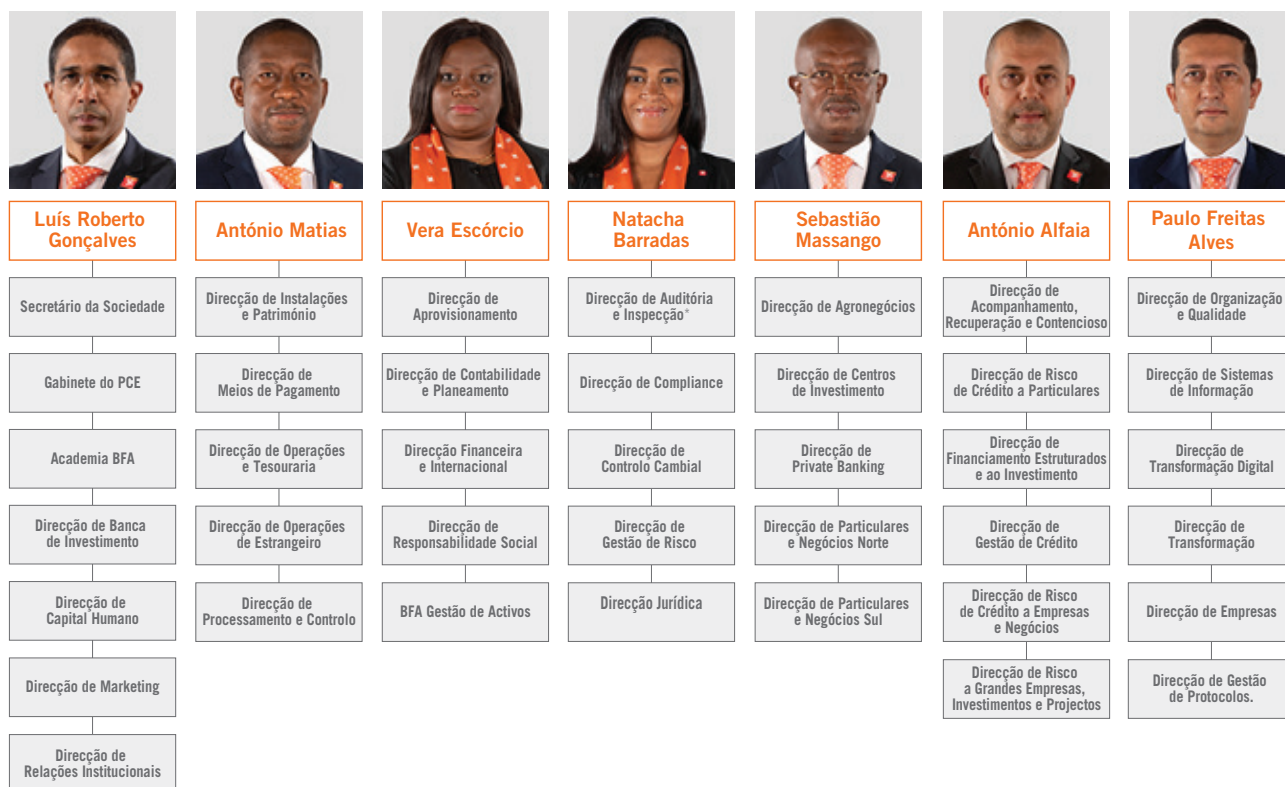 Luís Roberto
Gonçalves
Secretário da Sociedade
Gabinete do PCE
Academia BFA
Direcção de Banca
de Investimento
Direcção de
Capital Humano
Direcção de Marketing
Direcção de
Relações Institucionais
António Matias
Direcção de Instalações
e Património
Direcção de
Meios de Pagamento
Direcção de Operações
e Tesouraria
Direcção de Operações
de Estrangeiro
Direcção de
Processamento e Controlo
Vera Escórcio
Direcção de
Aprovisionamento
Direcção de Contabilidade
e Planeamento
Direcção Financeira
e Internacional
Direcção de
Responsabilidade Social
BFA Gestão de Activos
Natacha
Barradas
Direcção de Auditória
e Inspecção*
Direcção de Compliance
Direcção de
Controlo Cambial
Direcção de
Gestão de Risco
Direcção Jurídica
Sebastião
Massango
Direcção de Agronegócios
Direcção de Centros
de Investimento
Direcção de
Private Banking
Direcção de Particulares
e Negócios Norte
Direcção de Particulares
e Negócios Sul
António Alfaia
Direcção de
Acompanhamento,
Recuperação e Contencioso
Direcção de Risco
de Crédito a Particulares
Direcção de
Financiamento Estruturados
e ao Investimento
Direcção de
Gestão de Crédito
Direcção de Risco
de Crédito a Empresas
e Negócios
Direcção de Risco
a Grandes Empresas,
Investimentos e Projectos
Paulo Freitas
Alves
Direcção de Organização
e Qualidade
Direcção de Sistemas
de Informação
Direcção de
Transformação Digital
Direcção de
Transformação
Direcção de Empresas
Direcção de Gestão
de Protocolos.